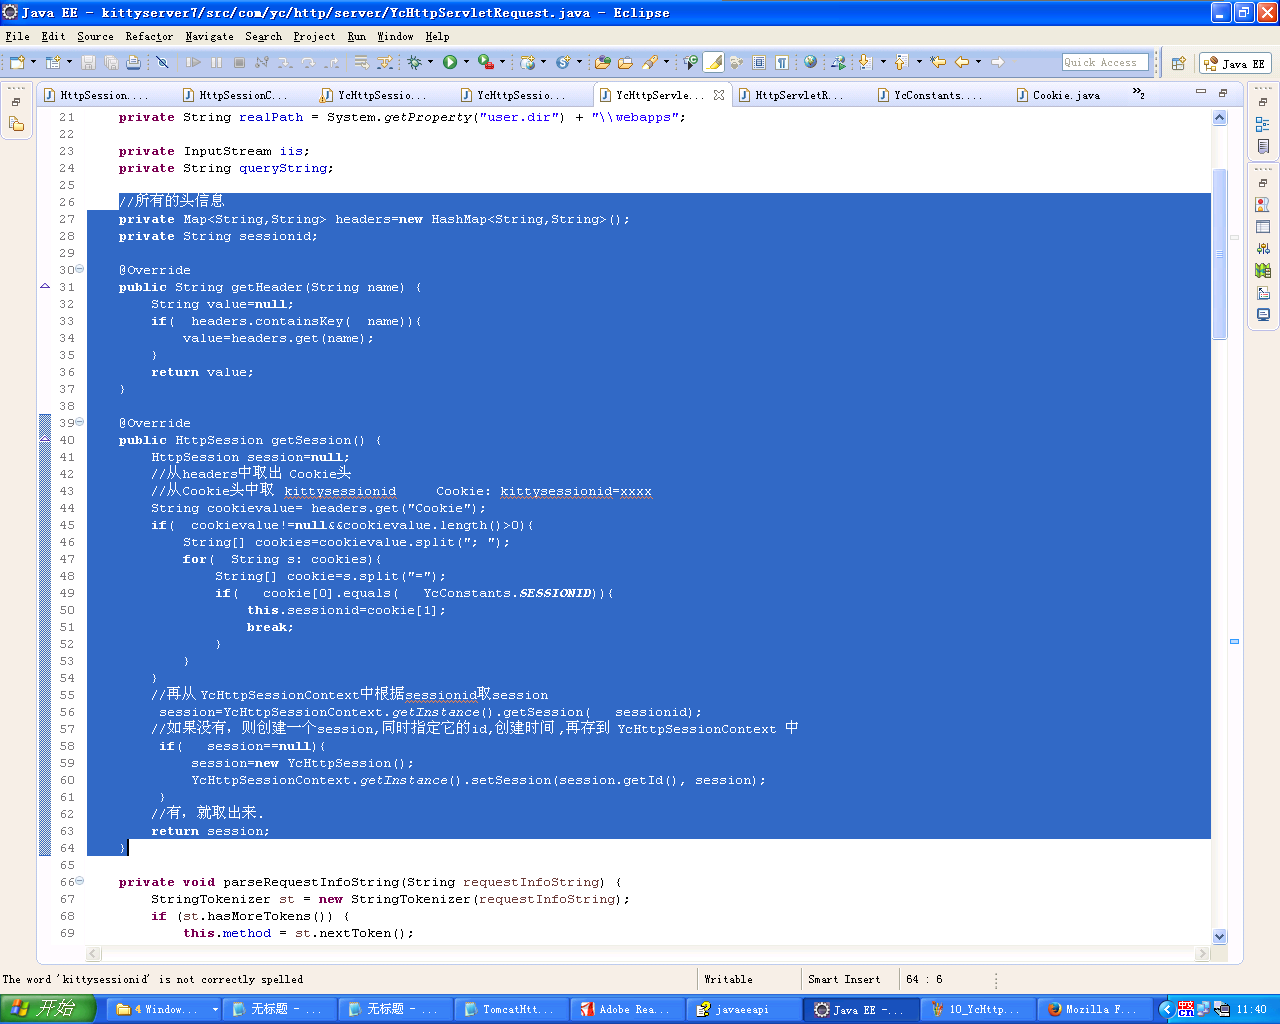 Java EE - kittyserver7/src/com/yc/http/server/YcHttpServletRequest.java - Eclipse
File Edit Source Refactor Navigate Search Project Run Window Help
Quick Access Java EE
HttpSession.... HttpSessionC... YcHttpSessio... YcHttpSessio... YcHttpServle... HttpServletR... YcConstants.... Cookie.java »2
21 private String realPath = System.getProperty("user.dir") + "\\webapps";
22
23 private InputStream iis;
24 private String queryString;
25
26 //所有的头信息
27 private Map<String,String> headers=new HashMap<String,String>();
28 private String sessionid;
29
30 @Override
31 public String getHeader(String name) {
32 String value=null;
33 if( headers.containsKey( name)){
34 value=headers.get(name);
35 }
36 return value;
37 }
38
39 @Override
40 public HttpSession getSession() {
41 HttpSession session=null;
42 //从headers中取出 Cookie头
43 //从Cookie头中取 kittysessionid Cookie: kittysessionid=xxxx
44 String cookievalue= headers.get("Cookie");
45 if( cookievalue!=null&&cookievalue.length()>0){
46 String[] cookies=cookievalue.split("; ");
47 for( String s: cookies){
48 String[] cookie=s.split("=");
49 if( cookie[0].equals( YcConstants.SESSIONID)){
50 this.sessionid=cookie[1];
51 break;
52 }
53 }
54 }
55 //再从 YcHttpSessionContext中根据sessionid取session
56 session=YcHttpSessionContext.getInstance().getSession( sessionid);
57 //如果没有, 则创建一个session,同时指定它的id,创建时间 ,再存到 YcHttpSessionContext 中
58 if( session==null){
59 session=new YcHttpSession();
60 YcHttpSessionContext.getInstance().setSession(session.getId(), session);
61 }
62 //有, 就取出来.
63 return session;
64 }
65
66 private void parseRequestInfoString(String requestInfoString) {
67 StringTokenizer st = new StringTokenizer(requestInfoString);
68 if (st.hasMoreTokens()) {
69 this.method = st.nextToken();
The word 'kittysessionid' is not correctly spelled Writable Smart Insert 64 : 6
开始 4 Window... 无标题 - ... 无标题 - ... TomcatHtt... Adobe Rea... javaeeapi Java EE -... 10_YcHttp... Mozilla F... 11:40